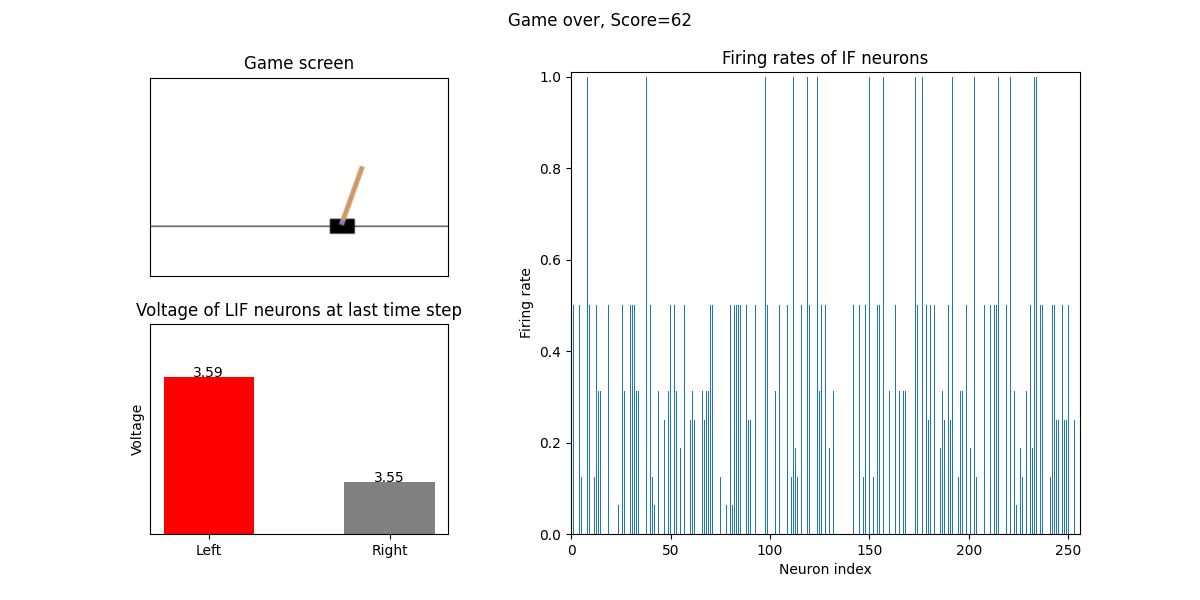 Game over, Score=62
Game screen
Voltage of LIF neurons at last time step
Voltage
3.59
3.55
Left
Right
Firing rates of IF neurons
Firing rate
1.0
0.8
0.6
0.4
0.2
0.0
0
50
100
150
200
250
Neuron index